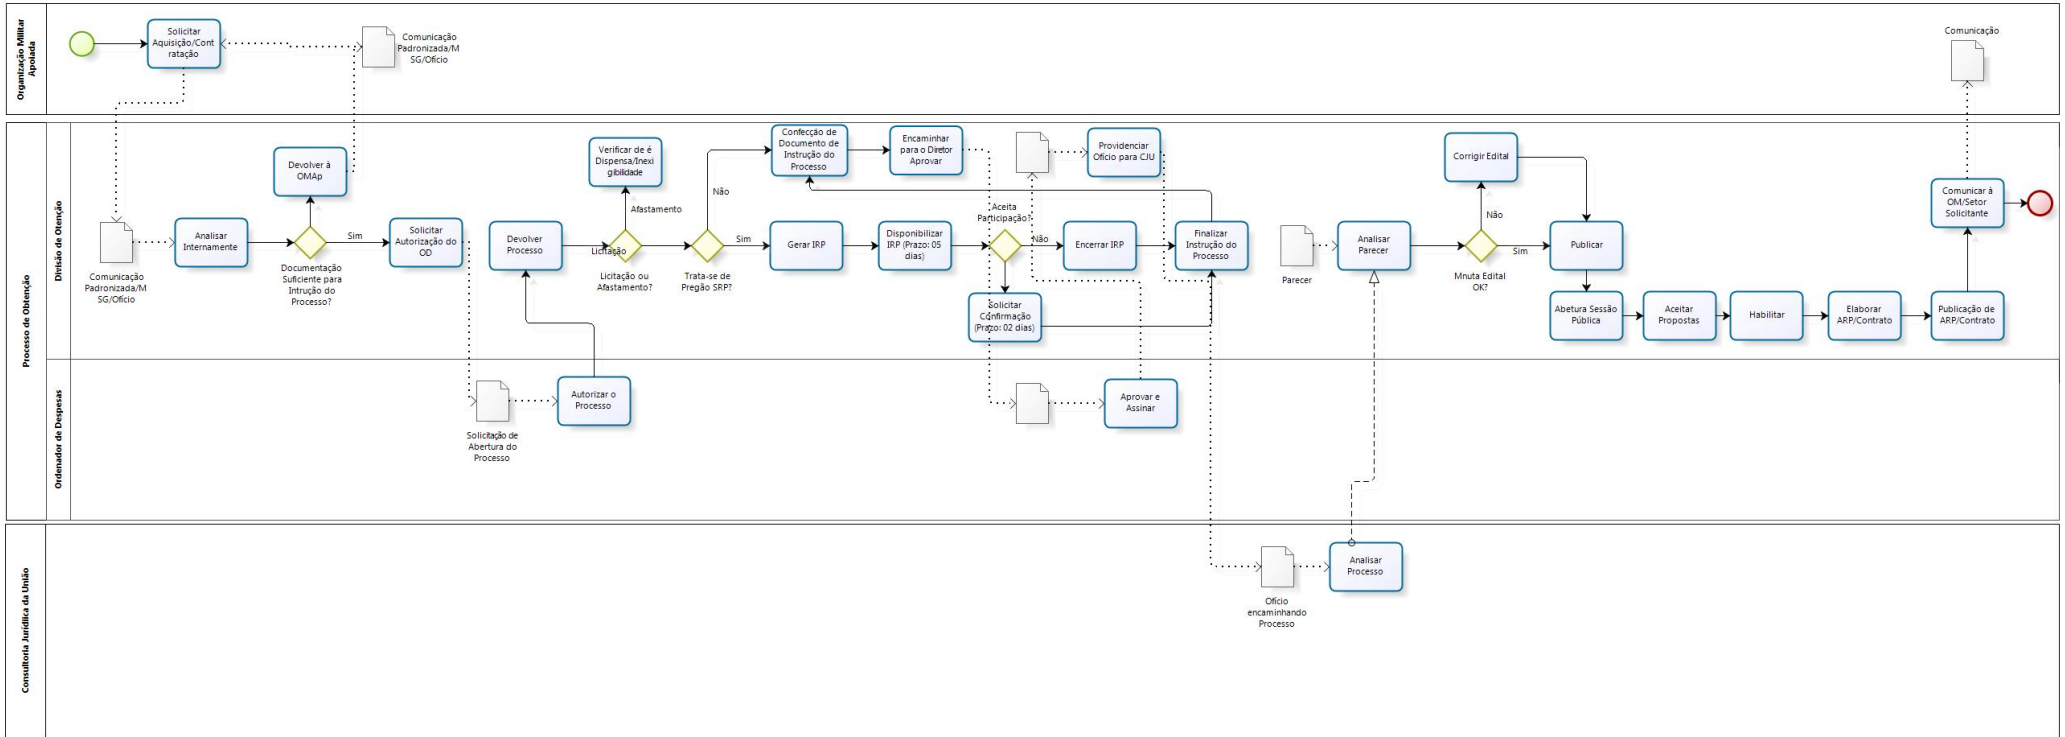 Organização Militar
Apoiada
Solicitar
Aquisição/Cont
ratação
Comunicação
Padronizada/M
SG/Ofício
Comunicação
Processo de Obtenção
Divisão de Otenção
Comunicação
Padronizada/M
SG/Ofício
Analisar
Internamente
Devolver à
OMAp
Documentação
Suficiente para
Intrução do
Processo?
Sim
Solicitar
Autorização do
OD
Devolver
Processo
Verificar de é
Dispensa/Inexi
gibilidade
Afastamento
Licitação
Licitação ou
Afastamento?
Não
Trata-se de
Pregão SRP?
Sim
Confecção de
Documento de
Instrução do
Processo
Encaminhar
para o Diretor
Aprovar
Gerar IRP
Disponibilizar
IRP (Prazo: 05
dias)
Aceita
Participação?
Não
Solicitar
Confirmação
(Prazo: 02 dias)
Providenciar
Ofício para CJU
Encerrar IRP
Finalizar
Instrução do
Processo
Parecer
Analisar
Parecer
Corrigir Edital
Não
Mnuta Edital
OK?
Sim
Publicar
Abetura Sessão
Pública
Aceitar
Propostas
Habilitar
Elaborar
ARP/Contrato
Publicação de
ARP/Contrato
Comunicar à
OM/Setor
Solicitante
Ordenador de Despesas
Solicitação de
Abertura do
Processo
Autorizar o
Processo
Aprovar e
Assinar
Consultoria Jurídlica da União
Ofício
encaminhando
Processo
Analisar
Processo